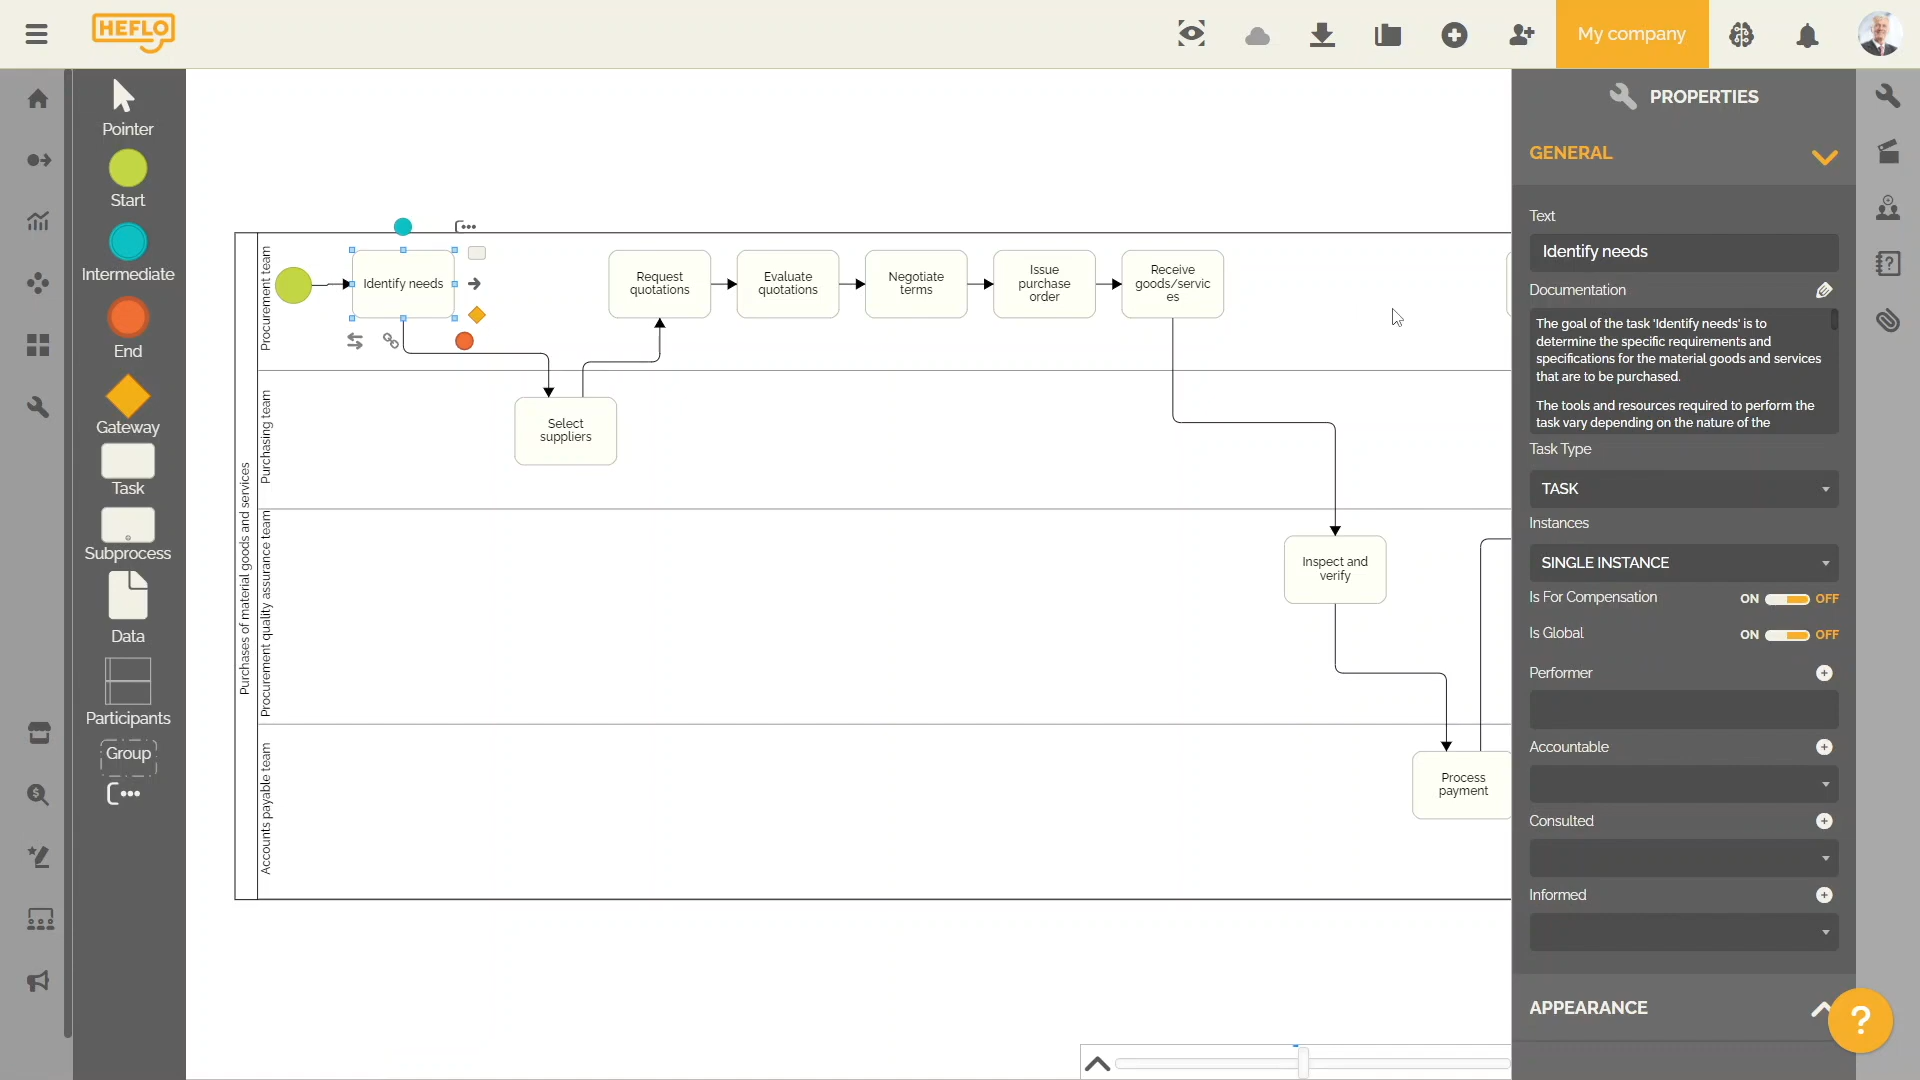 HEFLO
My company
Pointer
Start
Intermediate
End
Gateway
Task
Subprocess
Data
Participants
Group
Purchases of material goods and services
Procurement team
Identify needs
Request
quotations
Evaluate
quotations
Negotiate
terms
Issue
purchase
order
Receive
goods/servic
es
Purchasing team
Select
suppliers
Procurement quality assurance team
Inspect and
verify
Accounts payable team
Process
payment
PROPERTIES
GENERAL
Text
Identify needs
Documentation
The goal of the task 'Identify needs' is to
determine the specific requirements and
specifications for the material goods and services
that are to be purchased.
The tools and resources required to perform the
task vary depending on the nature of the
Task Type
TASK
Instances
SINGLE INSTANCE
Is For Compensation ON OFF
Is Global ON OFF
Performer
Accountable
Consulted
Informed
APPEARANCE
?